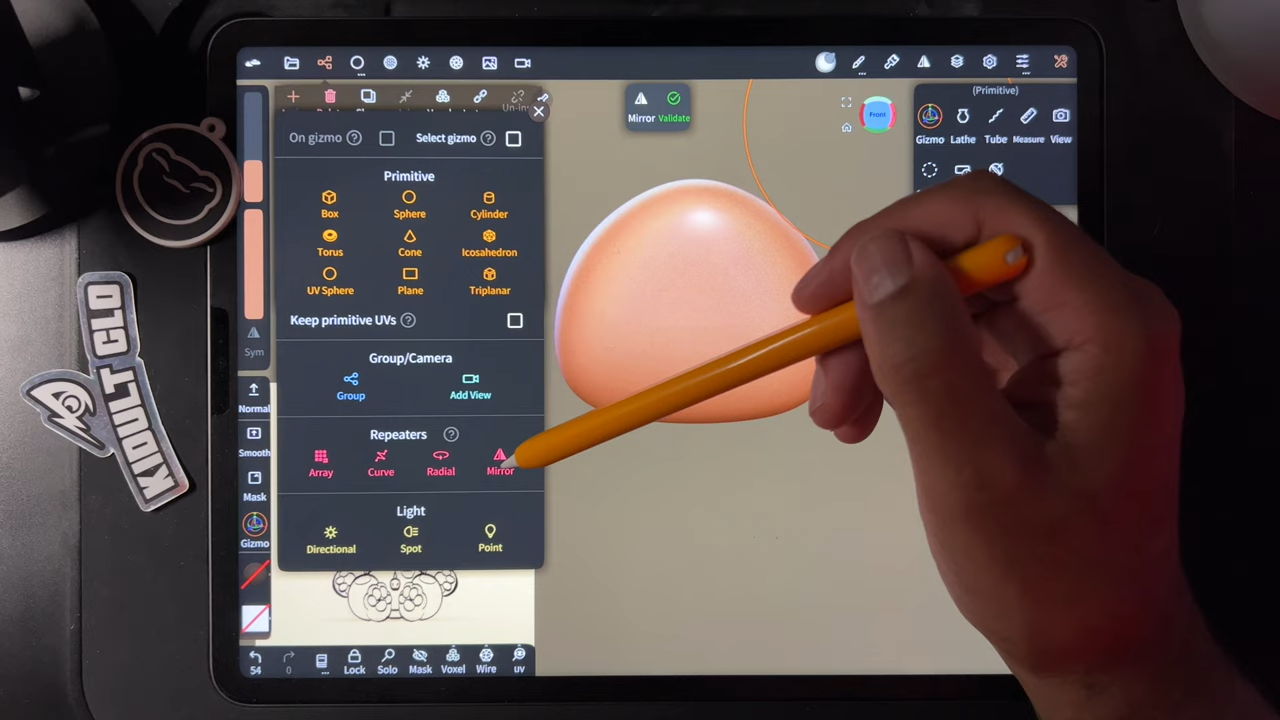 On gizmo ?
Select gizmo ?
Primitive
Box
Sphere
Cylinder
Torus
Cone
Icosahedron
UV Sphere
Plane
Triplanar
Keep primitive UVs ?
Group/Camera
Group
Add View
Repeaters ?
Array
Curve
Radial
Mirror
Light
Directional
Spot
Point
Mirror
Validate
Front
(Primitive)
Gizmo
Lathe
Tube
Measure
View
Sym
Normal
Smooth
Mask
Gizmo
54
0
Lock
Solo
Mask
Voxel
Wire
uv
KIDULT CLO